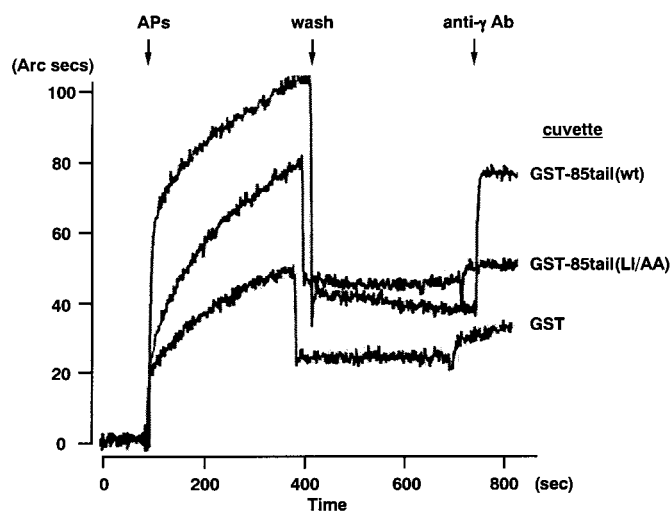 APs wash anti-γ Ab
(Arc secs)
100
cuvette
80
GST-85tail(wt)
60
GST-85tail(LI/AA)
40
GST
20
0
0 200 400 600 800 (sec)
Time